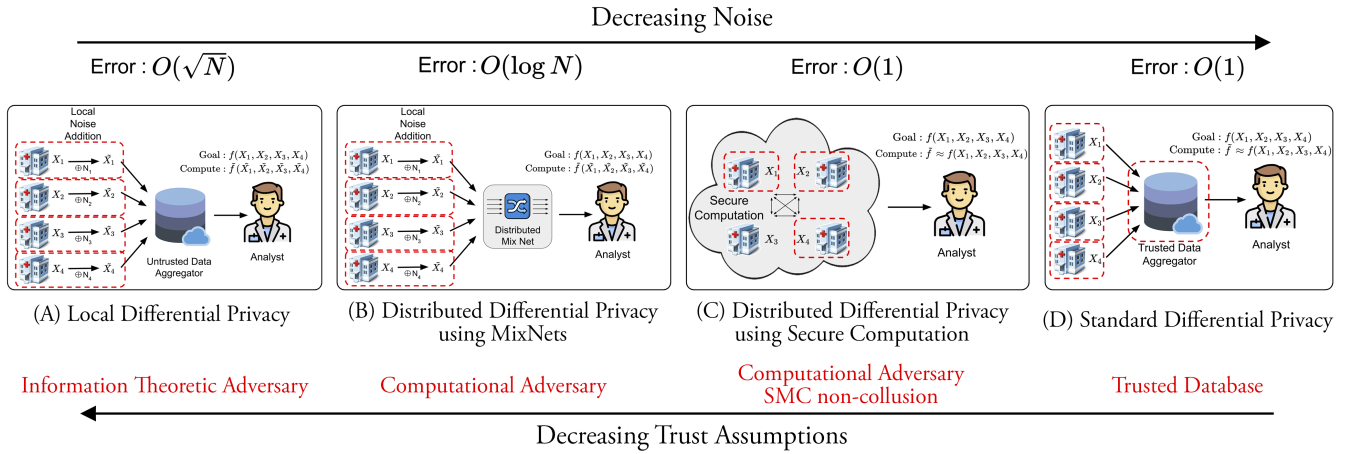 Decreasing Noise
Error : O(√N)
Error : O(log N)
Error : O(1)
Error : O(1)
Local
Noise
Addition
X₁ ⊕N₁ X̃₁
X₂ ⊕N₂ X̃₂
X₃ ⊕N₃ X̃₃
X₄ ⊕N₄ X̃₄
Goal : f(X₁, X₂, X₃, X₄)
Compute : f̃(X̃₁, X̃₂, X̃₃, X̃₄)
Untrusted Data
Aggregator
Analyst
(A) Local Differential Privacy
Information Theoretic Adversary
Local
Noise
Addition
X₁ ⊕N₁ X̃₁
X₂ ⊕N₂ X̃₂
X₃ ⊕N₃ X̃₃
X₄ ⊕N₄ X̃₄
Goal : f(X₁, X₂, X₃, X₄)
Compute : f̃(X̃₁, X̃₂, X̃₃, X̃₄)
Distributed
Mix Net
Analyst
(B) Distributed Differential Privacy
using MixNets
Computational Adversary
Goal : f(X₁, X₂, X₃, X₄)
Compute : f̃ ≈ f(X₁, X₂, X₃, X₄)
X₁
X₂
Secure
Computation
X₃
X₄
Analyst
(C) Distributed Differential Privacy
using Secure Computation
Computational Adversary
SMC non-collusion
Goal : f(X₁, X₂, X₃, X₄)
Compute : f̃ ≈ f(X₁, X₂, X₃, X₄)
X₁
X₂
X₃
X₄
Trusted Data
Aggregator
Analyst
(D) Standard Differential Privacy
Trusted Database
Decreasing Trust Assumptions